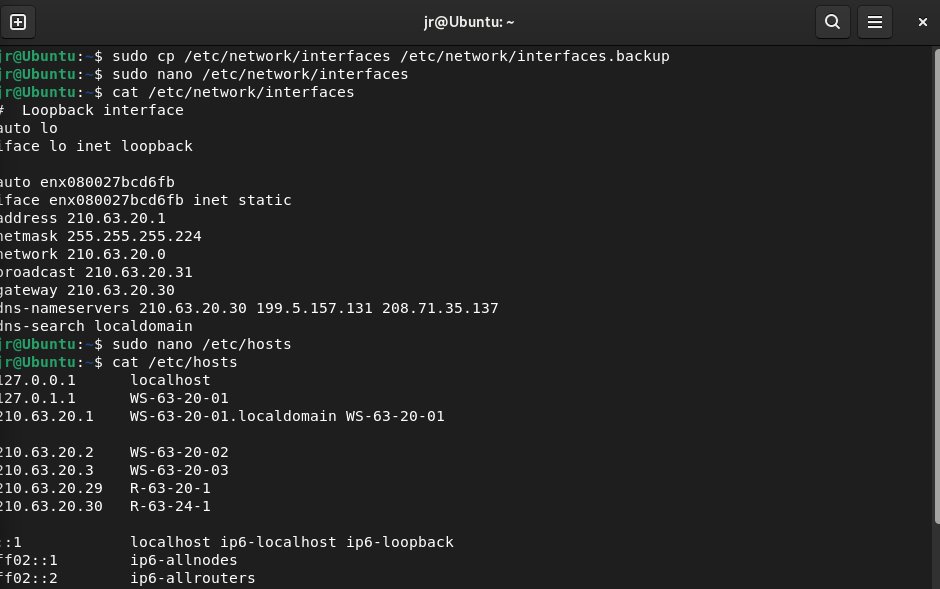 jr@Ubuntu: ~
jr@Ubuntu:~$ sudo cp /etc/network/interfaces /etc/network/interfaces.backup
jr@Ubuntu:~$ sudo nano /etc/network/interfaces
jr@Ubuntu:~$ cat /etc/network/interfaces
#  Loopback interface
auto lo
iface lo inet loopback
auto enx080027bcd6fb
iface enx080027bcd6fb inet static
address 210.63.20.1
netmask 255.255.255.224
network 210.63.20.0
broadcast 210.63.20.31
gateway 210.63.20.30
dns-nameservers 210.63.20.30 199.5.157.131 208.71.35.137
dns-search localdomain
jr@Ubuntu:~$ sudo nano /etc/hosts
jr@Ubuntu:~$ cat /etc/hosts
127.0.0.1      localhost
127.0.1.1      WS-63-20-01
210.63.20.1    WS-63-20-01.localdomain WS-63-20-01
210.63.20.2    WS-63-20-02
210.63.20.3    WS-63-20-03
210.63.20.29   R-63-20-1
210.63.20.30   R-63-24-1
::1            localhost ip6-localhost ip6-loopback
ff02::1        ip6-allnodes
ff02::2        ip6-allrouters